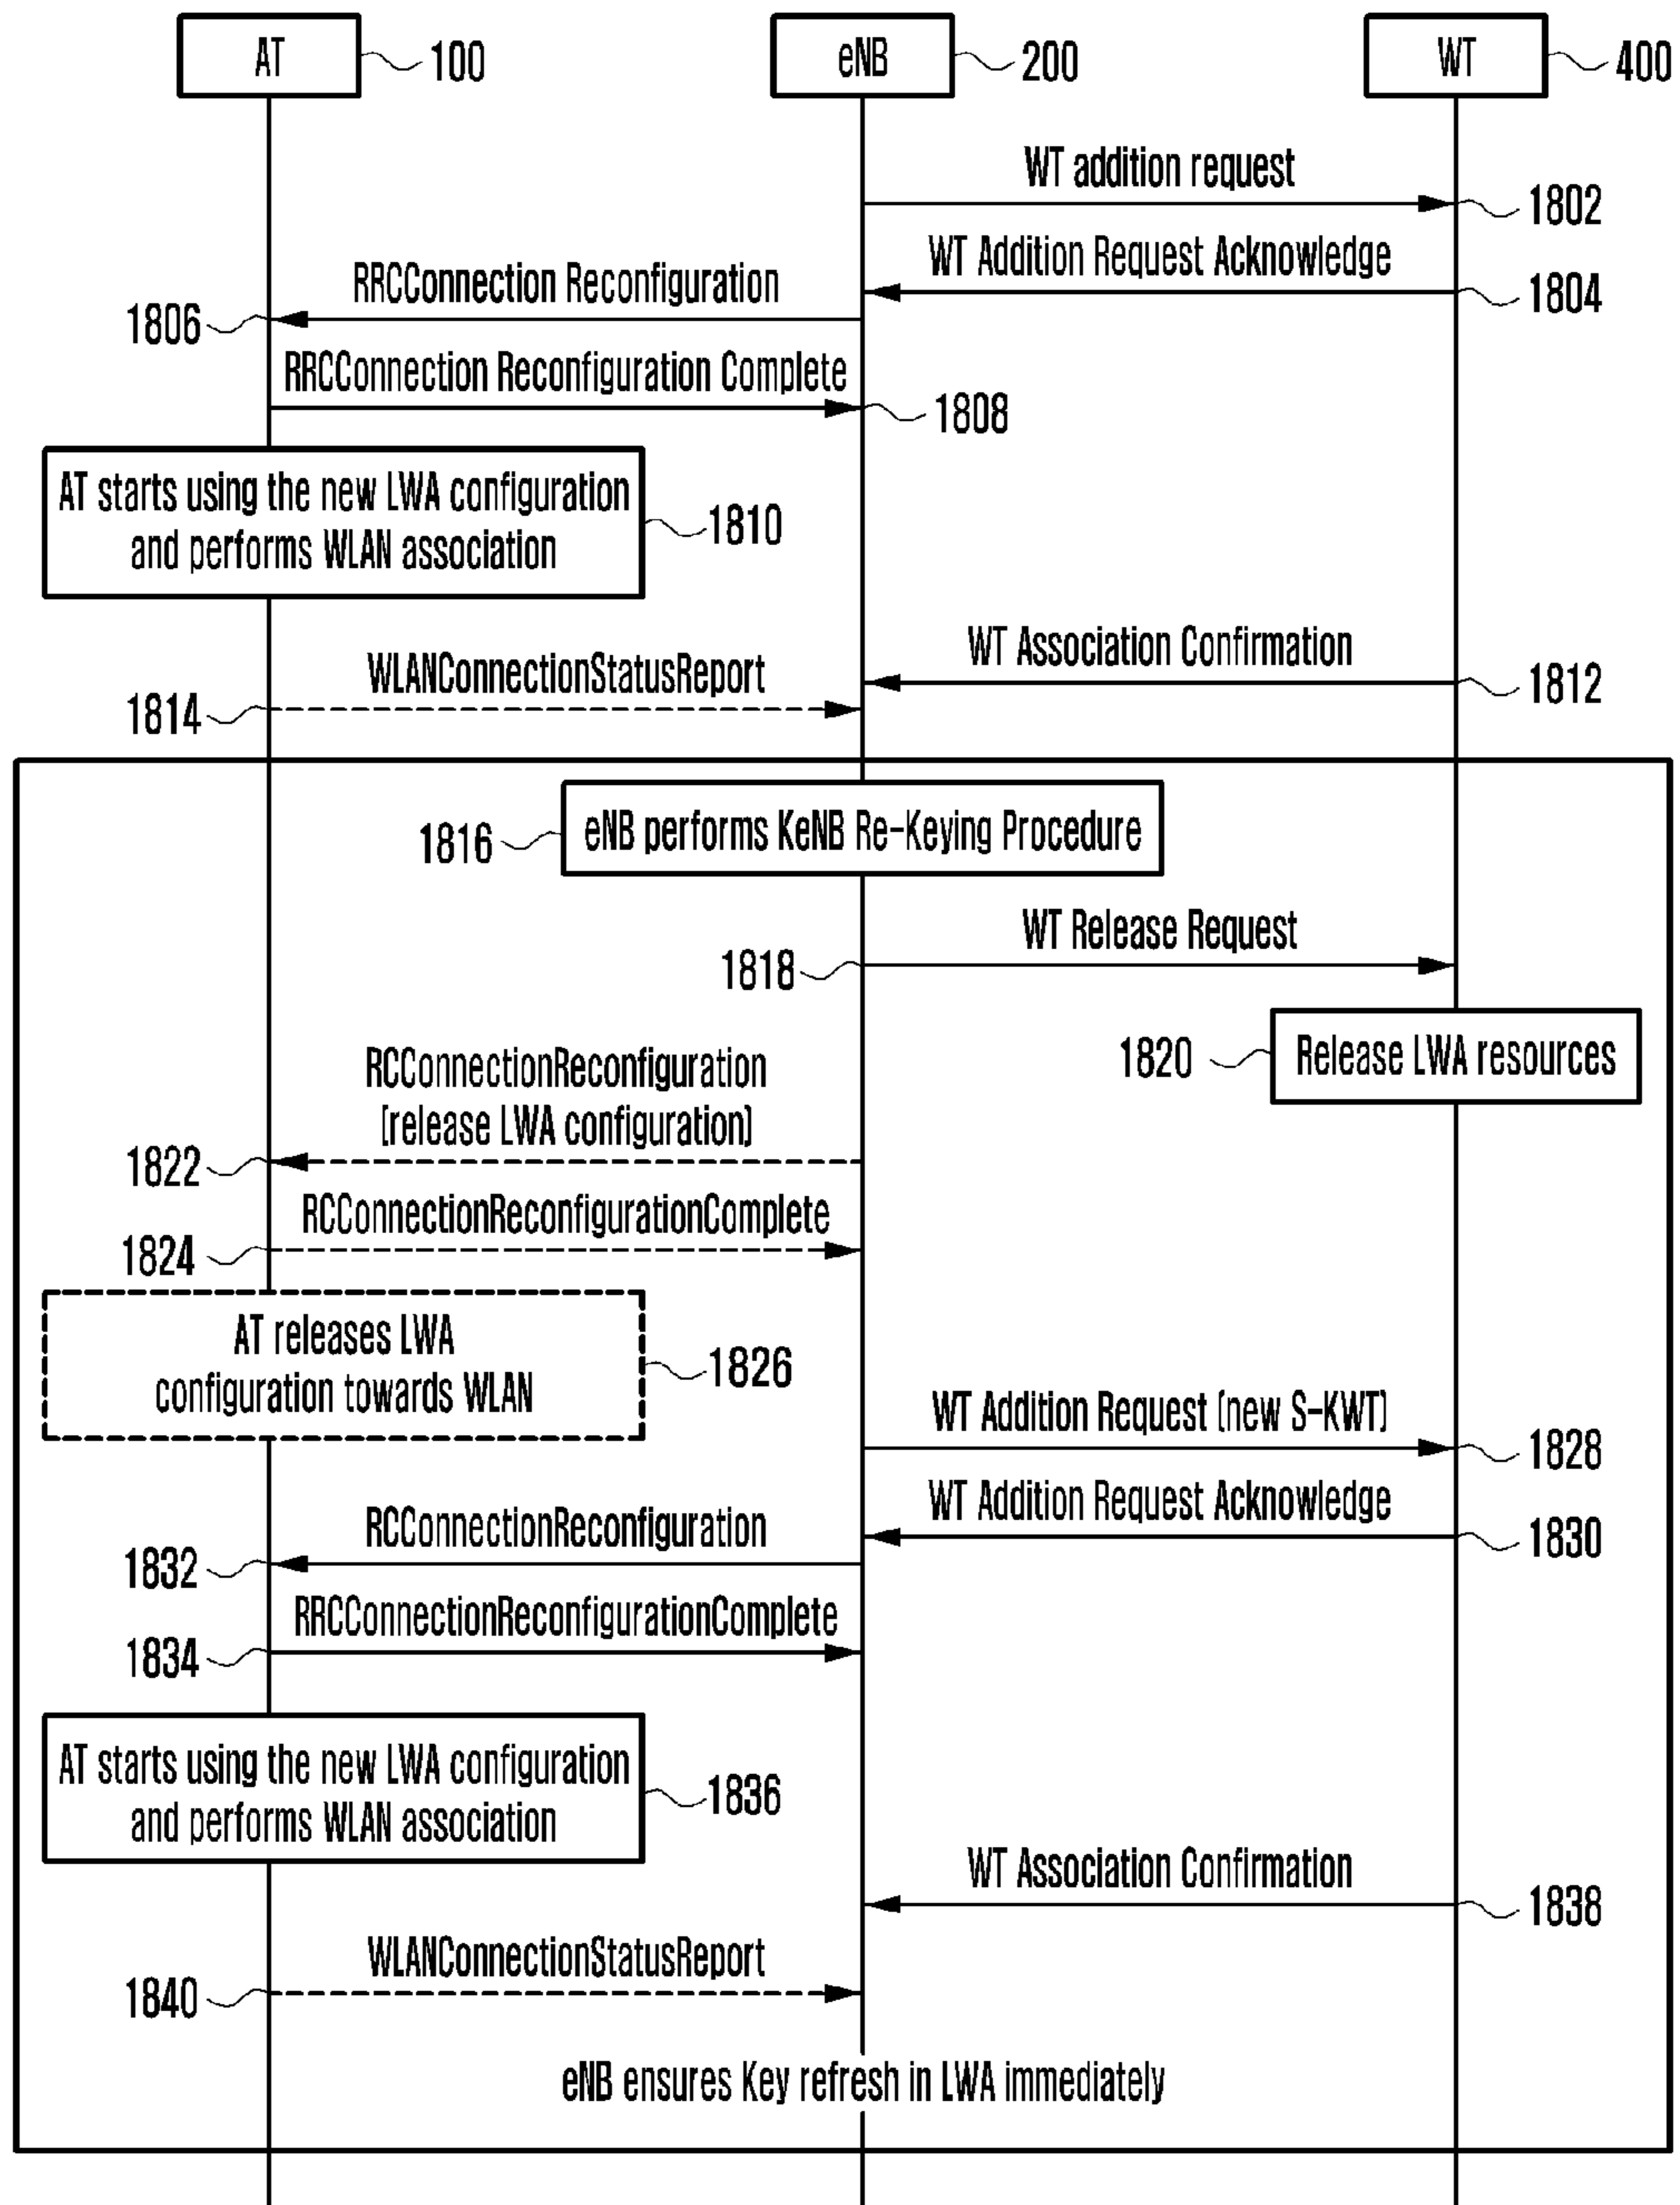 AT
100
eNB
200
WT
400
WT addition request
1802
WT Addition Request Acknowledge
1804
RRCConnection Reconfiguration
1806
RRCConnection Reconfiguration Complete
1808
AT starts using the new LWA configuration
and performs WLAN association
1810
WT Association Confirmation
1812
WLANConnectionStatusReport
1814
eNB performs KeNB Re-Keying Procedure
1816
WT Release Request
1818
Release LWA resources
1820
RCConnectionReconfiguration
(release LWA configuration)
1822
RCConnectionReconfigurationComplete
1824
AT releases LWA
configuration towards WLAN
1826
WT Addition Request (new S-KWT)
1828
WT Addition Request Acknowledge
1830
RCConnectionReconfiguration
1832
RRCConnectionReconfigurationComplete
1834
AT starts using the new LWA configuration
and performs WLAN association
1836
WT Association Confirmation
1838
WLANConnectionStatusReport
1840
eNB ensures Key refresh in LWA immediately